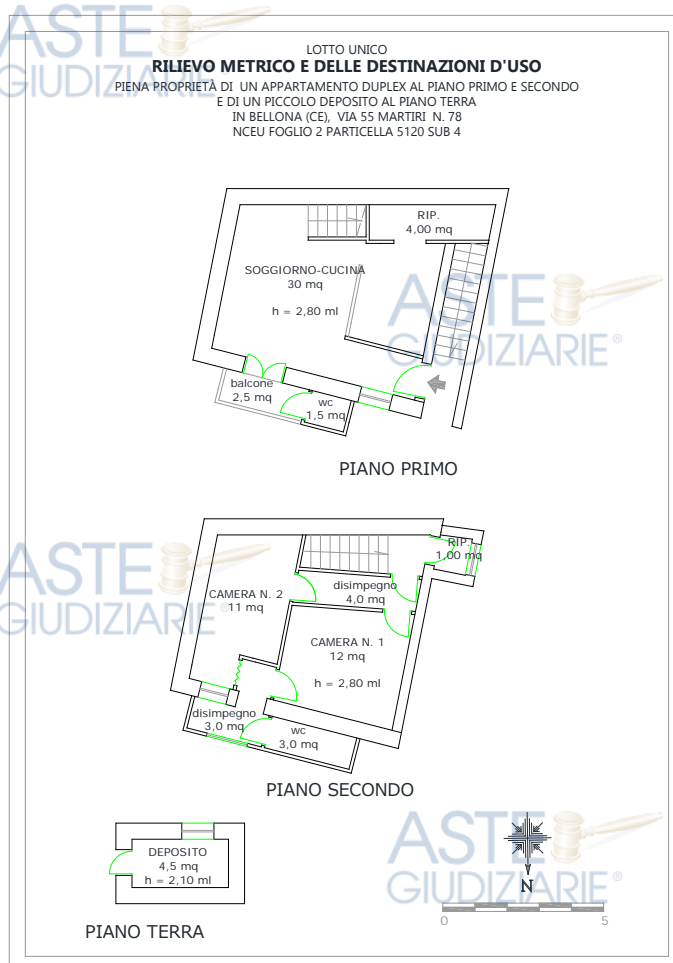 ASTE
GIUDIZIARIE
LOTTO UNICO
RILIEVO METRICO E DELLE DESTINAZIONI D'USO
PIENA PROPRIETÀ DI UN APPARTAMENTO DUPLEX AL PIANO PRIMO E SECONDO
E DI UN PICCOLO DEPOSITO AL PIANO TERRA
IN BELLONA (CE), VIA 55 MARTIRI N. 78
NCEU FOGLIO 2 PARTICELLA 5120 SUB 4
RIP.
4,00 mq
SOGGIORNO-CUCINA
30 mq
h = 2,80 ml
ASTE
GIUDIZIARIE®
balcone
2,5 mq
wc
1,5 mq
PIANO PRIMO
ASTE
GIUDIZIARIE®
RIP.
1,00 mq
disimpegno
4,0 mq
CAMERA N. 2
11 mq
CAMERA N. 1
12 mq
h = 2,80 ml
disimpegno
3,0 mq
wc
3,0 mq
PIANO SECONDO
DEPOSITO
4,5 mq
h = 2,10 ml
PIANO TERRA
ASTE
GIUDIZIARIE®
N
0 5